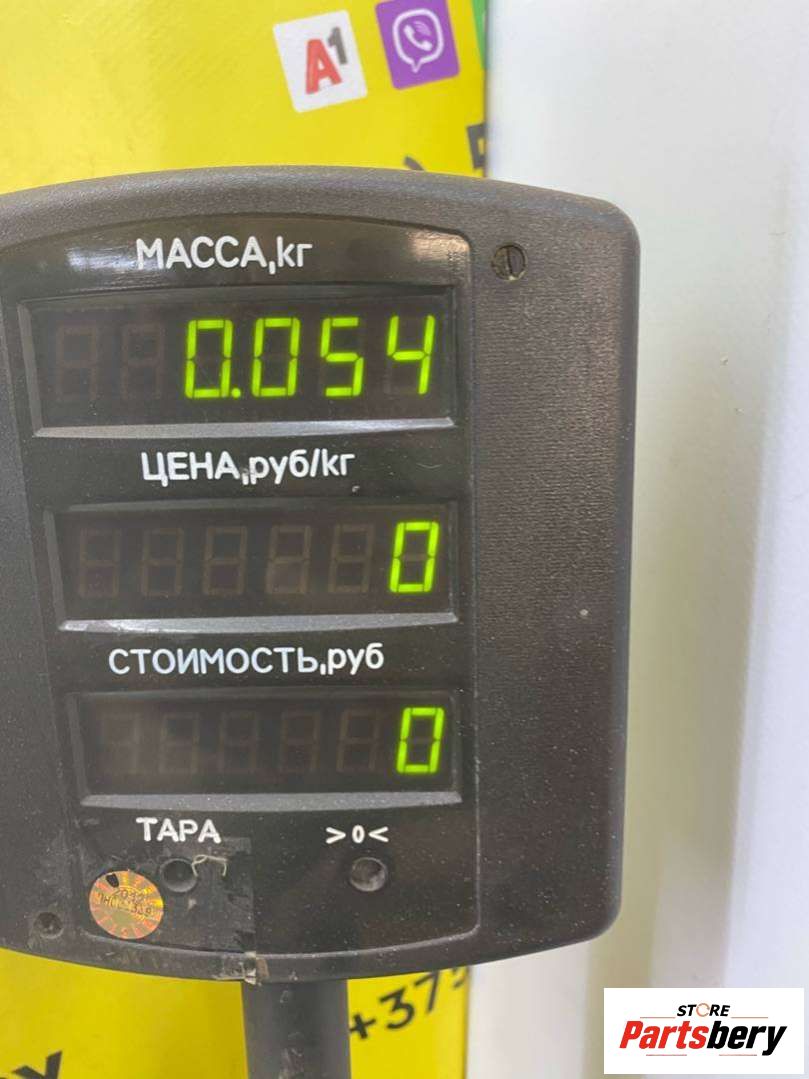 A1
МАССА,кг
0.054
ЦЕНА,руб/кг
0
СТОИМОСТЬ,руб
0
ТАРА >0<
+375
STORE
Partsbery